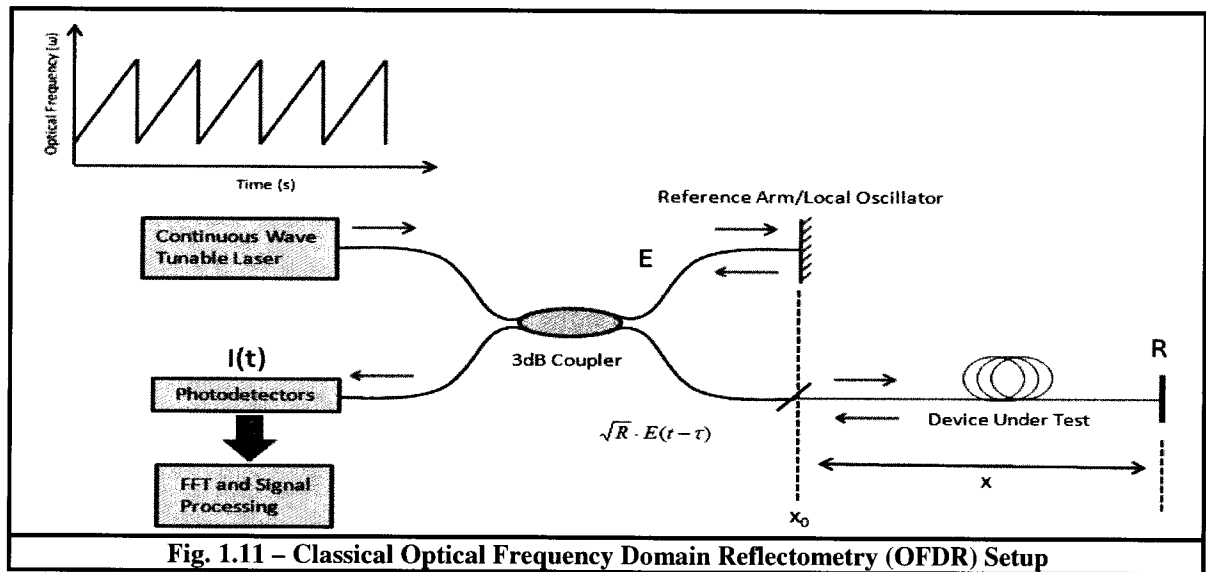 Optical Frequency (ω)
Time (s)
Reference Arm/Local Oscillator
Continuous Wave
Tunable Laser
E
3dB Coupler
I(t)
Photodetectors
R
√R · E(t − τ)
Device Under Test
FFT and Signal
Processing
x
x₀
Fig. 1.11 – Classical Optical Frequency Domain Reflectometry (OFDR) Setup